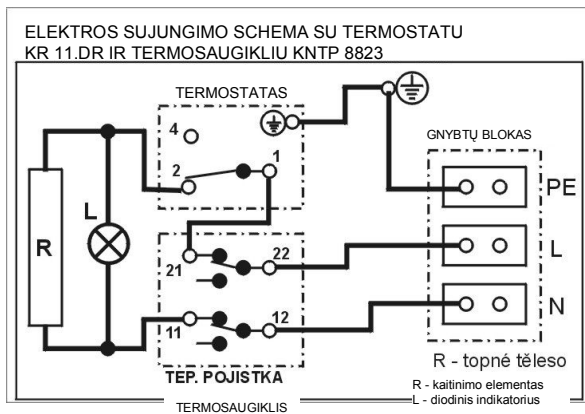 ELEKTROS SUJUNGIMO SCHEMA SU TERMOSTATU
KR 11.DR IR TERMOSAUGIKLIU KNTP 8823
TERMOSTATAS
4
2
1
GNYBTŲ BLOKAS
PE
L
R
L
21
22
N
11
12
TEP. POJISTKA
TERMOSAUGIKLIS
R - topné těleso
R - kaitinimo elementas
L - diodinis indikatorius